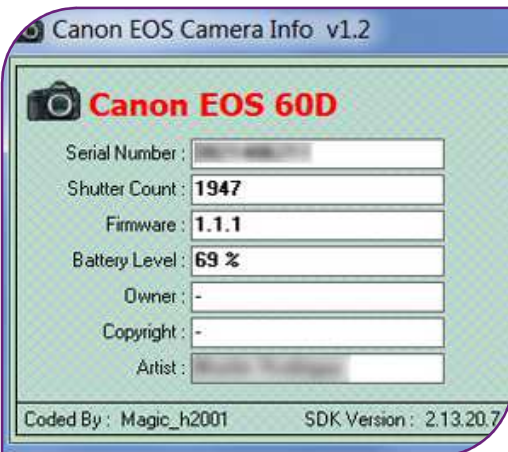 Canon EOS Camera Info v1.2
Canon EOS 60D
Serial Number :
Shutter Count : 1947
Firmware : 1.1.1
Battery Level : 69 %
Owner : -
Copyright : -
Artist :
Coded By : Magic_h2001 SDK Version : 2.13.20.7